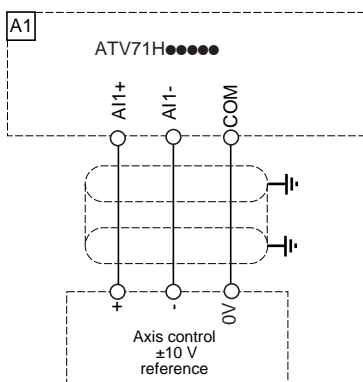 A1
ATV71H●●●●●
AI1+
AI1-
COM
+
-
0V
Axis control
±10 V
reference